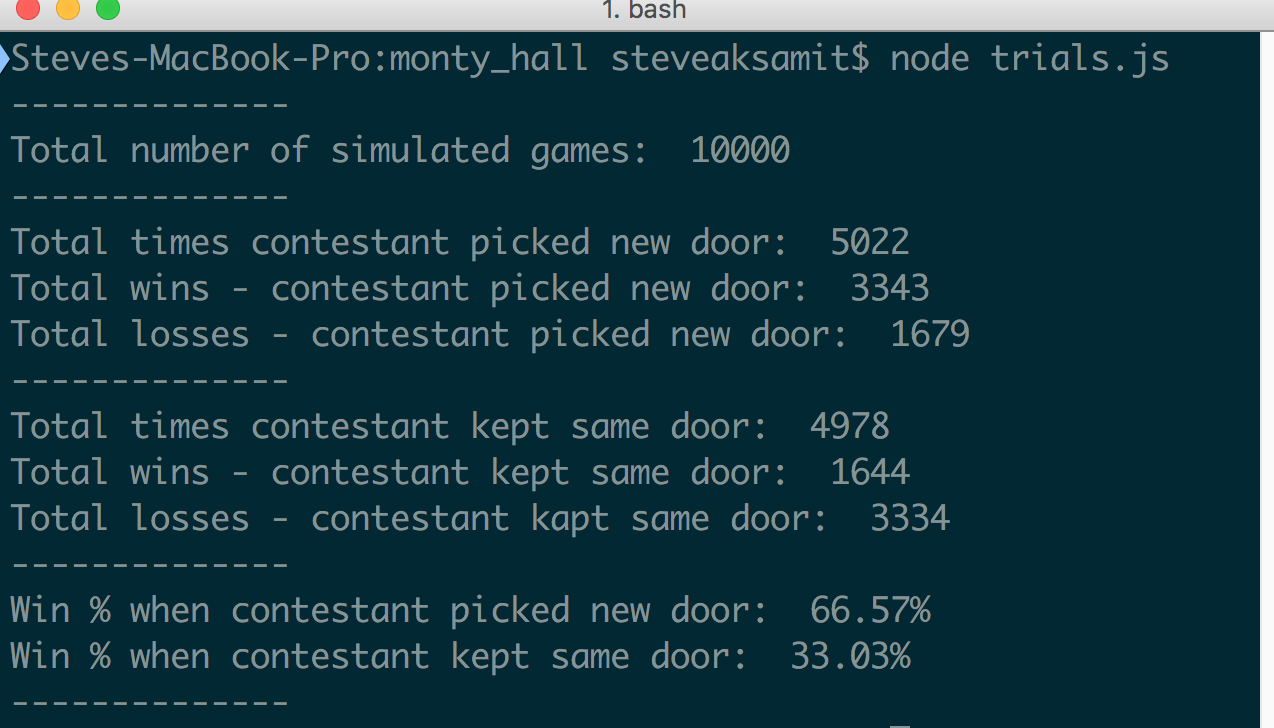 1. bash
Steves-MacBook-Pro:monty_hall steveaksamit$ node trials.js
--------------
Total number of simulated games:  10000
--------------
Total times contestant picked new door:  5022
Total wins - contestant picked new door:  3343
Total losses - contestant picked new door:  1679
--------------
Total times contestant kept same door:  4978
Total wins - contestant kept same door:  1644
Total losses - contestant kapt same door:  3334
--------------
Win % when contestant picked new door:  66.57%
Win % when contestant kept same door:  33.03%
--------------